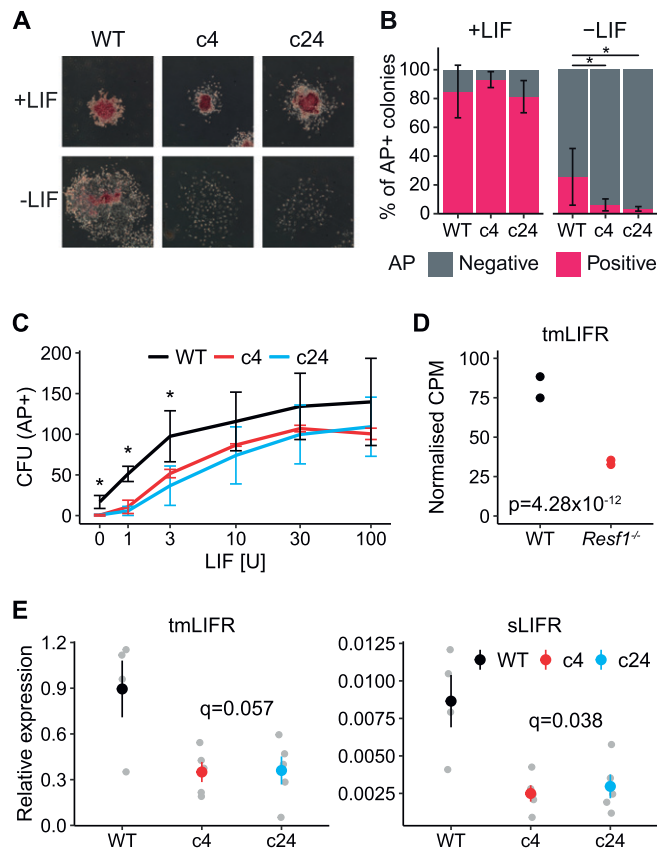 A
WT c4 c24
+LIF
-LIF
B
+LIF −LIF
* 
*
% of AP+ colonies
100
80
60
40
20
0
WT c4 c24 WT c4 c24
AP Negative Positive
C
WT c4 c24
CFU (AP+)
200
150
100
50
0
* * *
0 1 3 10 30 100
LIF [U]
D
tmLIFR
Normalised CPM
100
75
50
25
0
p=4.28x10-12
WT Resf1-/-
E
tmLIFR
Relative expression
1.2
0.9
0.6
0.3
0.0
q=0.057
WT c4 c24
sLIFR
0.0125
0.0100
0.0075
0.0050
0.0025
WT c4 c24
q=0.038
WT c4 c24